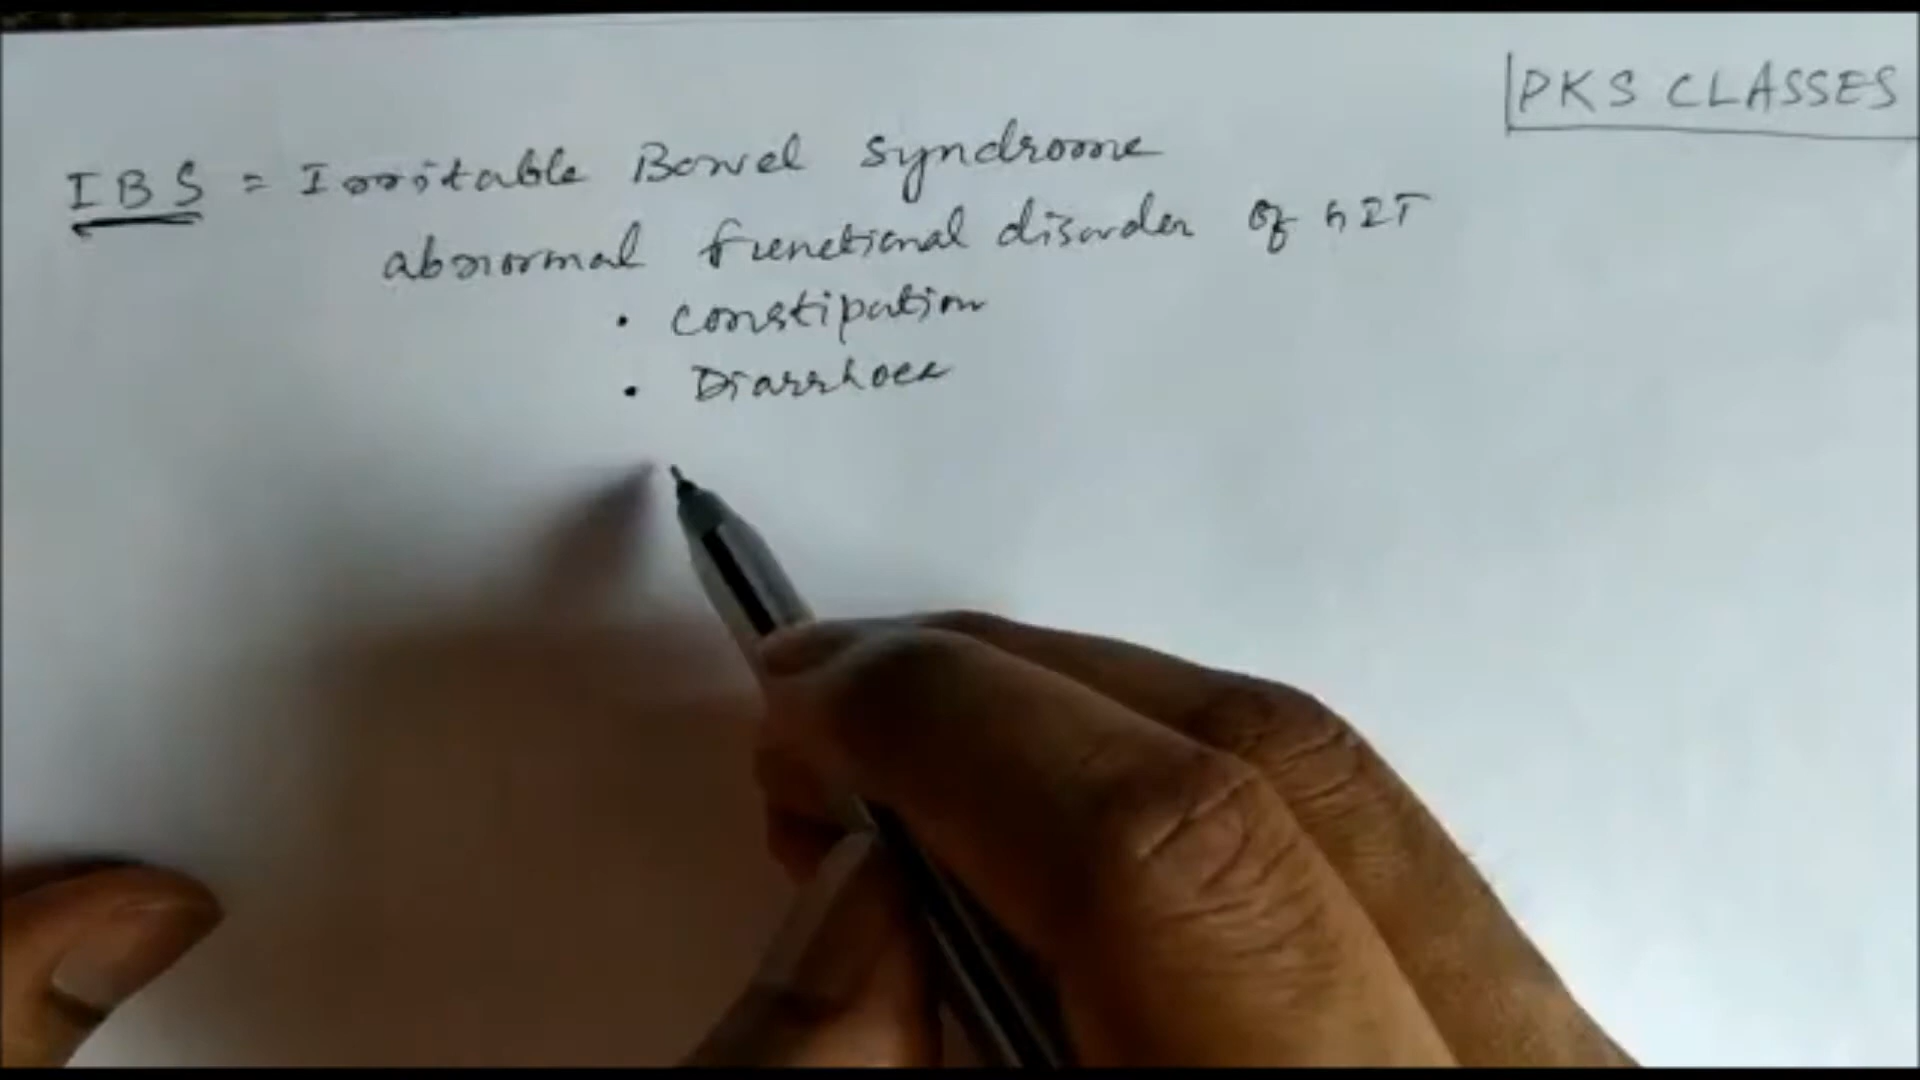 PKS CLASSES
IBS = Irritable Bowel Syndrome
abnormal functional disorder of GIT
• Constipation
• Diarrhoea